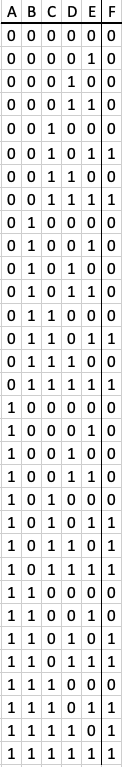 A B C D E F
0 0 0 0 0 0
0 0 0 0 1 0
0 0 0 1 0 0
0 0 0 1 1 0
0 0 1 0 0 0
0 0 1 0 1 1
0 0 1 1 0 0
0 0 1 1 1 1
0 1 0 0 0 0
0 1 0 0 1 0
0 1 0 1 0 0
0 1 0 1 1 0
0 1 1 0 0 0
0 1 1 0 1 1
0 1 1 1 0 0
0 1 1 1 1 1
1 0 0 0 0 0
1 0 0 0 1 0
1 0 0 1 0 0
1 0 0 1 1 0
1 0 1 0 0 0
1 0 1 0 1 1
1 0 1 1 0 1
1 0 1 1 1 1
1 1 0 0 0 0
1 1 0 0 1 0
1 1 0 1 0 1
1 1 0 1 1 1
1 1 1 0 0 0
1 1 1 0 1 1
1 1 1 1 0 1
1 1 1 1 1 1